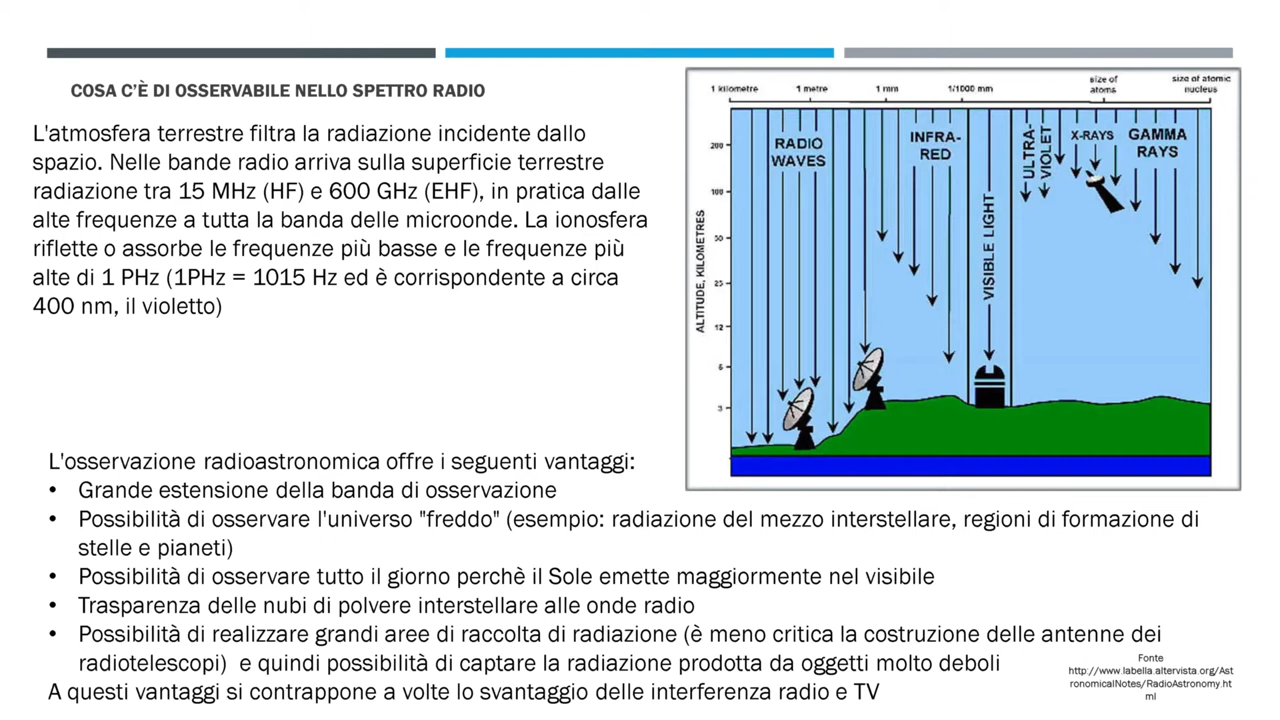 COSA C'È DI OSSERVABILE NELLO SPETTRO RADIO
L'atmosfera terrestre filtra la radiazione incidente dallo
spazio. Nelle bande radio arriva sulla superficie terrestre
radiazione tra 15 MHz (HF) e 600 GHz (EHF), in pratica dalle
alte frequenze a tutta la banda delle microonde. La ionosfera
riflette o assorbe le frequenze più basse e le frequenze più
alte di 1 PHz (1PHz = 1015 Hz ed è corrispondente a circa
400 nm, il violetto)
1 kilometre
1 metre
1 mm
1/1000 mm
size of
atoms
size of atomic
nucleus
RADIO
WAVES
INFRA-
RED
VISIBLE LIGHT
ULTRA-
VIOLET
X-RAYS
GAMMA
RAYS
ALTITUDE, KILOMETRES
200
100
50
25
12
6
3
L'osservazione radioastronomica offre i seguenti vantaggi:
• Grande estensione della banda di osservazione
• Possibilità di osservare l'universo "freddo" (esempio: radiazione del mezzo interstellare, regioni di formazione di
stelle e pianeti)
• Possibilità di osservare tutto il giorno perchè il Sole emette maggiormente nel visibile
• Trasparenza delle nubi di polvere interstellare alle onde radio
• Possibilità di realizzare grandi aree di raccolta di radiazione (è meno critica la costruzione delle antenne dei
radiotelescopi) e quindi possibilità di captare la radiazione prodotta da oggetti molto deboli
A questi vantaggi si contrappone a volte lo svantaggio delle interferenza radio e TV
Fonte
http://www.labella.altervista.org/Ast
ronomicalNotes/RadioAstronomy.ht
ml